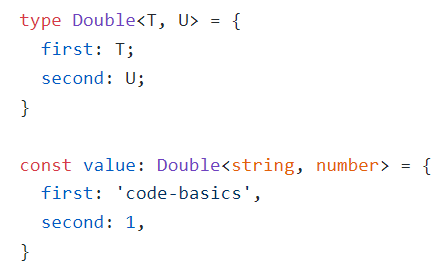 type Double<T, U> = {
  first: T;
  second: U;
}

const value: Double<string, number> = {
  first: 'code-basics',
  second: 1,
}